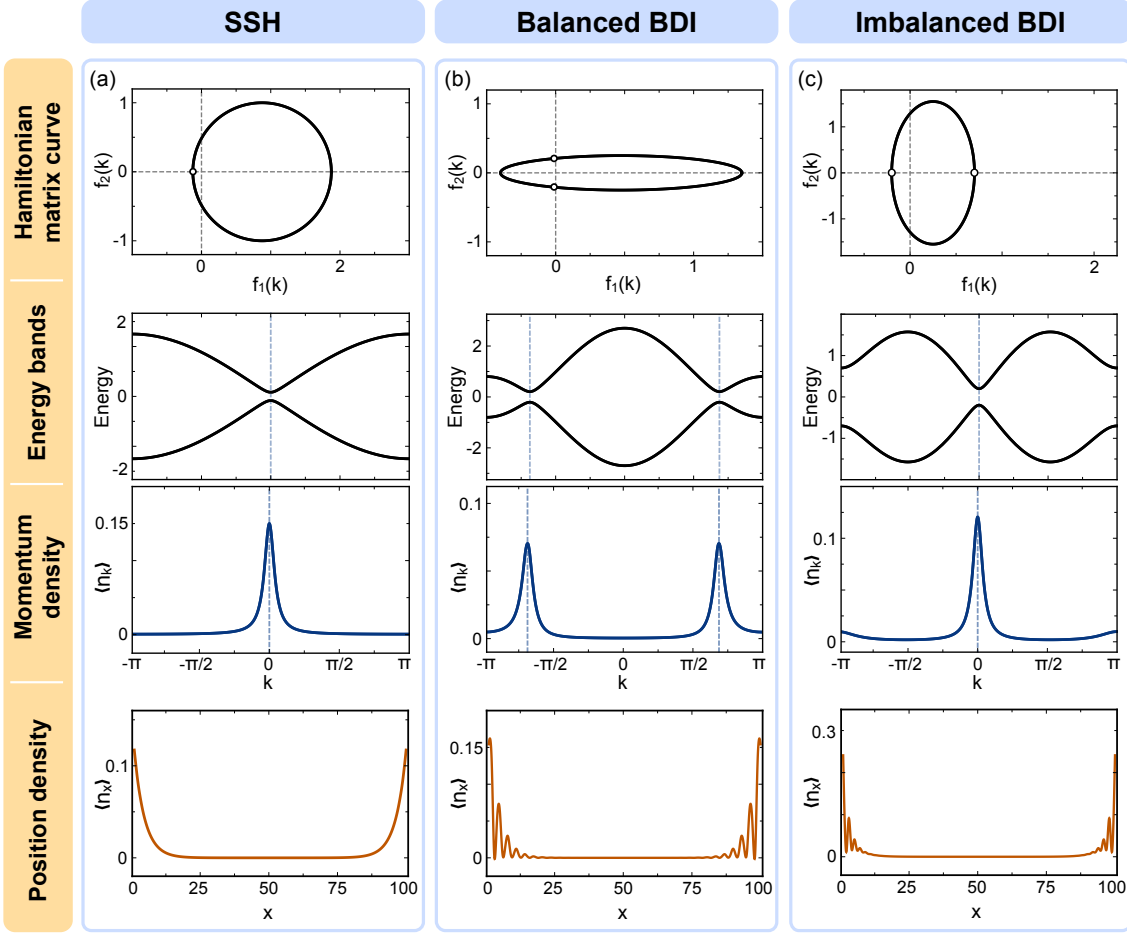 SSH
Balanced BDI
Imbalanced BDI
Hamiltonian
matrix curve
(a)
1
0
-1
f₂(k)
0
2
f₁(k)
(b)
1
0
-1
f₂(k)
0
1
f₁(k)
(c)
1
0
-1
f₂(k)
0
2
f₁(k)
Energy bands
2
0
-2
Energy
2
0
-2
Energy
1
0
-1
Energy
Momentum
density
0.15
0
⟨nₖ⟩
-π
-π/2
0
π/2
π
k
0.1
0
⟨nₖ⟩
-π
-π/2
0
π/2
π
k
0.1
0
⟨nₖ⟩
-π
-π/2
0
π/2
π
k
Position density
0.1
0
⟨nₓ⟩
0
25
50
75
100
x
0.15
0
⟨nₓ⟩
0
25
50
75
100
x
0.3
0
⟨nₓ⟩
0
25
50
75
100
x